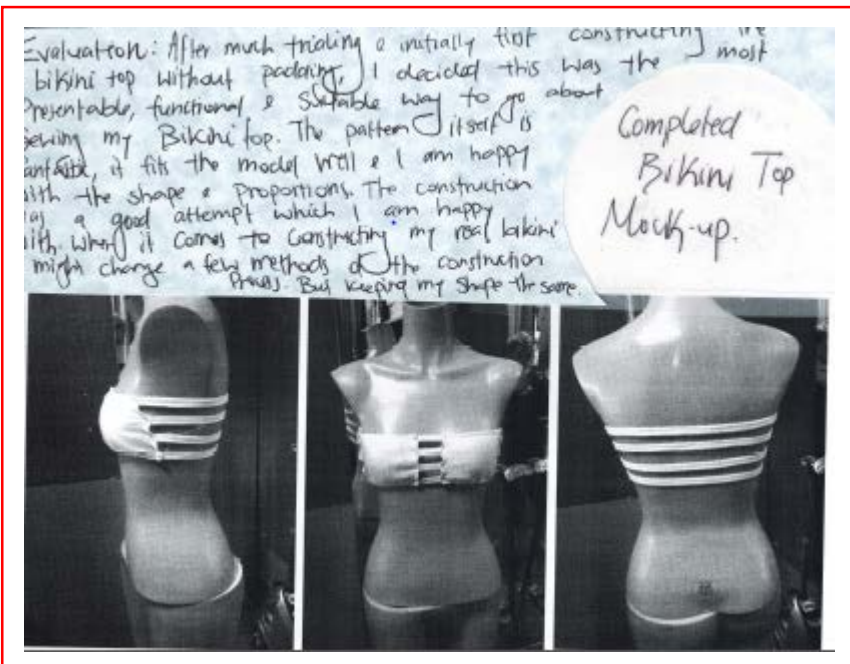 Evaluation: After much trialing & initially first constructing the
bikini top without padding, I decided this was the most
Presentable, functional & Suitable way to go about
sewing my Bikini top. The pattern itself is
fantastic, it fits the model well & I am happy
with the shape & Proportions. The construction
was a good attempt which I am happy
with. When it comes to constructing my real bikini
I might change a few methods of the construction
Process. But keeping my shape the same.
Completed
Bikini Top
Mock-up.